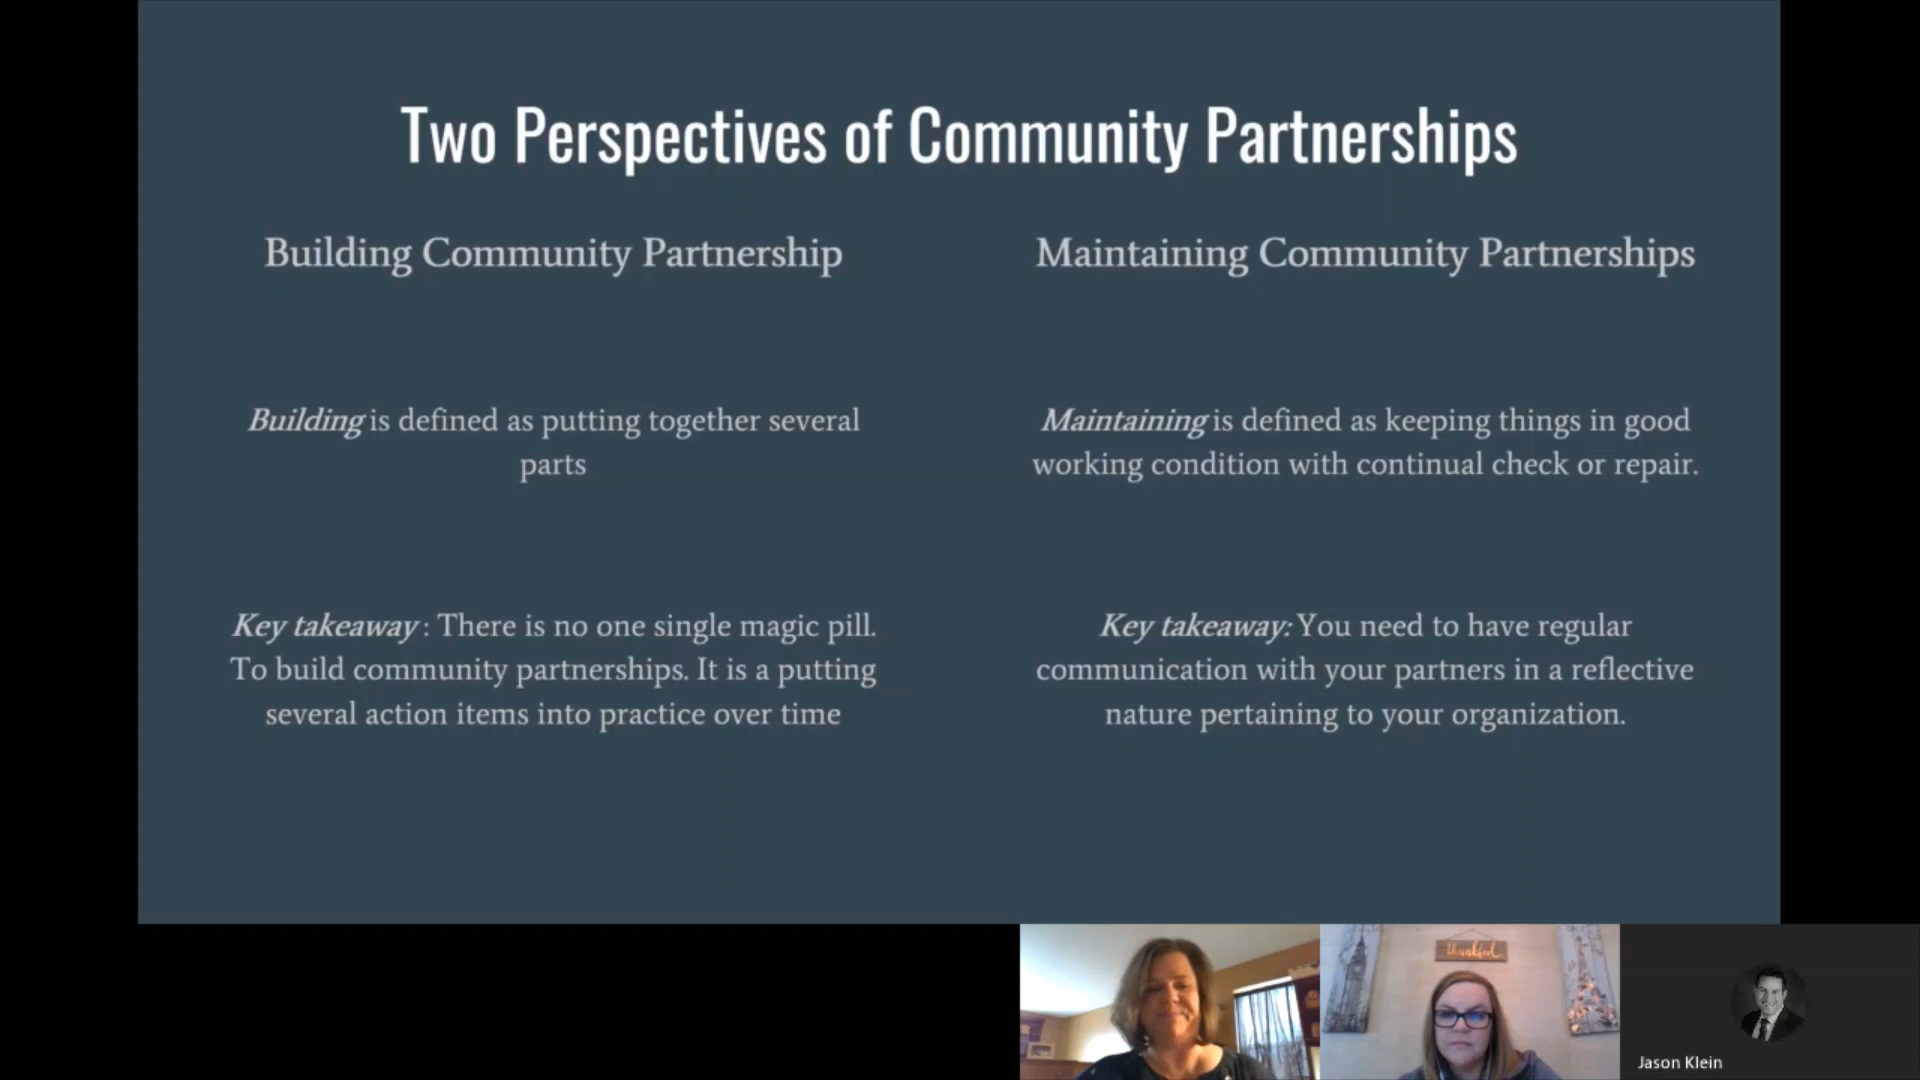 Two Perspectives of Community Partnerships
Building Community Partnership
Building is defined as putting together several
parts
Key takeaway: There is no one single magic pill.
To build community partnerships. It is a putting
several action items into practice over time
Maintaining Community Partnerships
Maintaining is defined as keeping things in good
working condition with continual check or repair.
Key takeaway: You need to have regular
communication with your partners in a reflective
nature pertaining to your organization.
thankful
Jason Klein